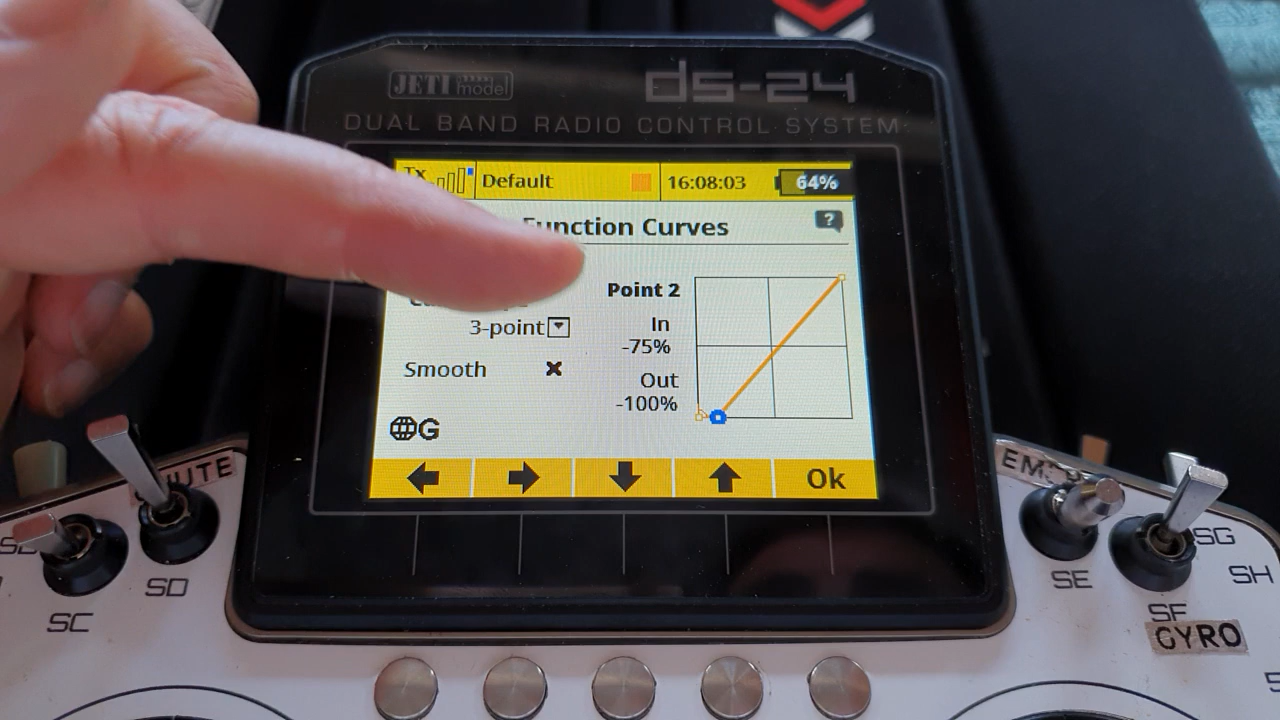 JETI model
ds-24
DUAL BAND RADIO CONTROL SYSTEM
Tx
Default
16:08:03
64%
Function Curves
?
Point 2
3-point
In
-75%
Smooth
Out
-100%
G
Ok
SC
SD
SE
SG
SH
SF
GYRO